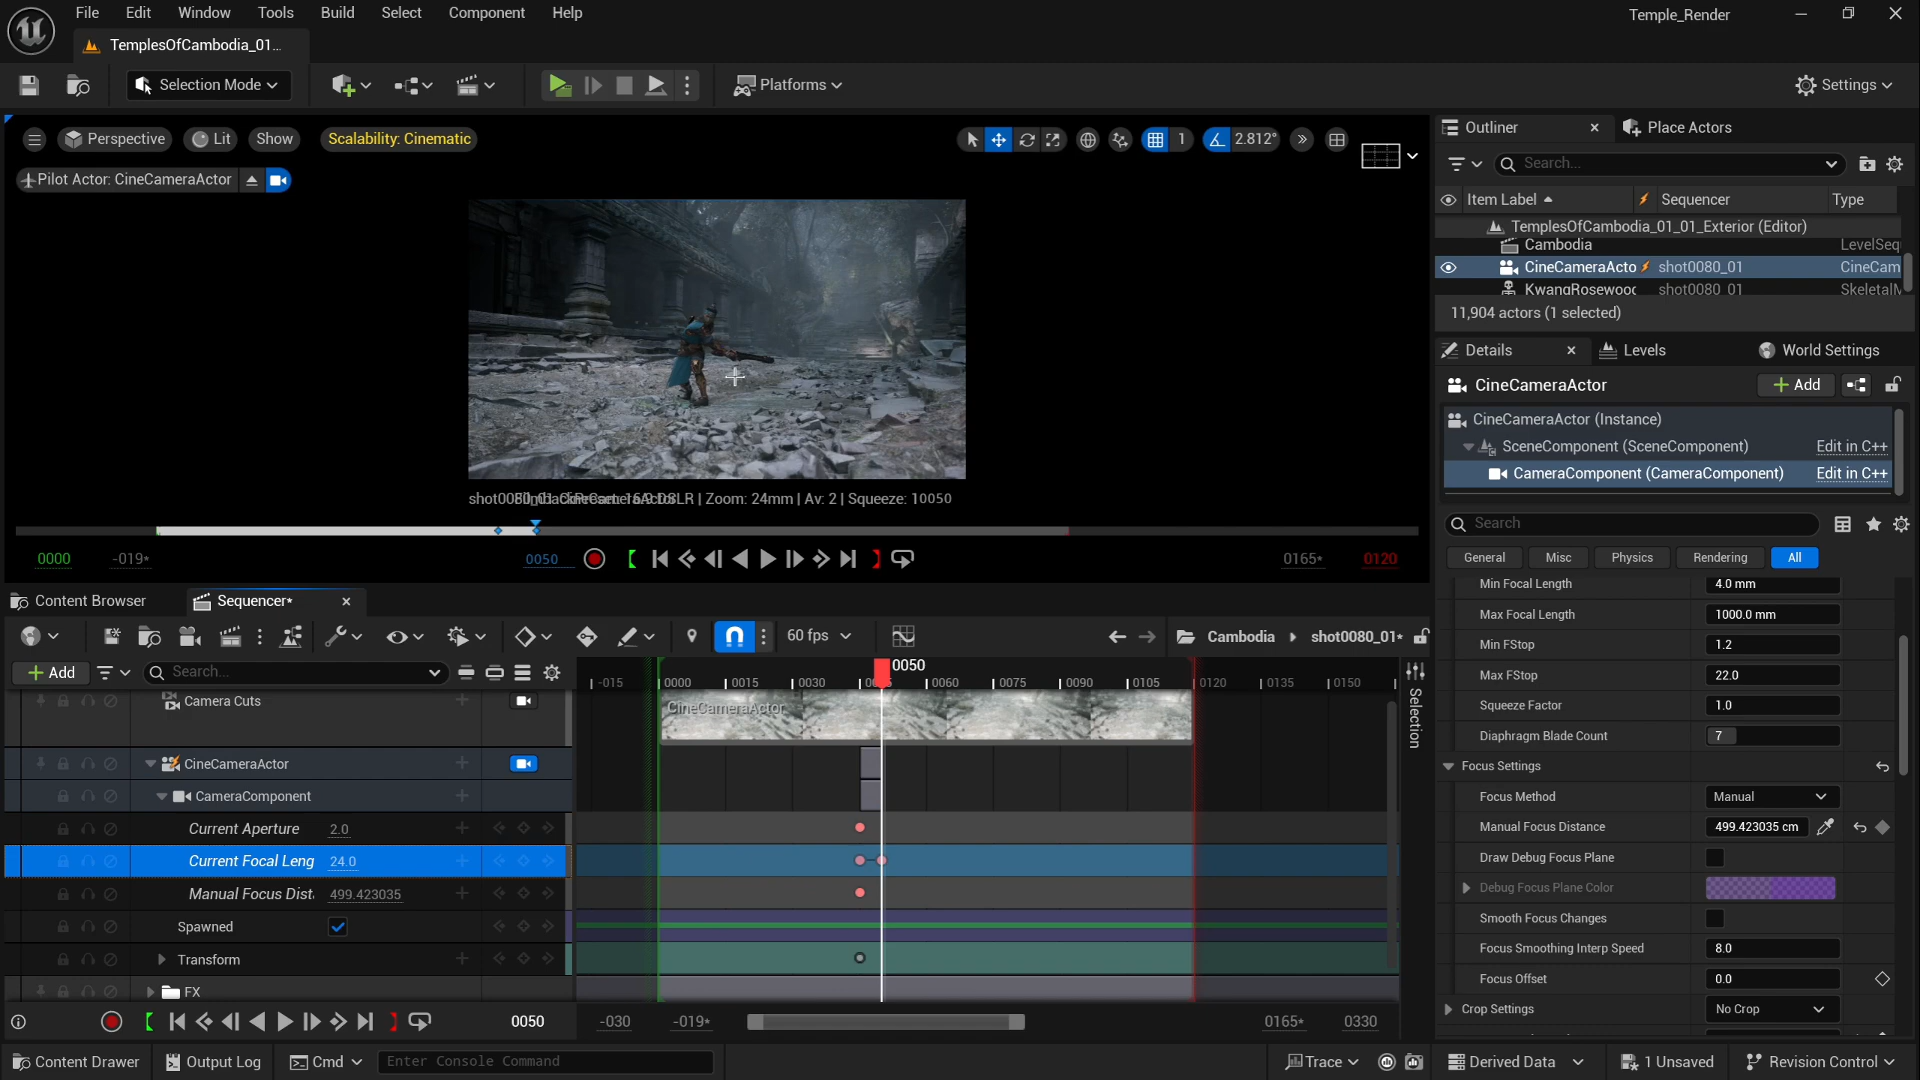 File Edit Window Tools Build Select Component Help
Temple_Render
TemplesOfCambodia_01...
Selection Mode
Platforms
Settings
Perspective Lit Show Scalability: Cinematic
1 2.812°
Pilot Actor: CineCameraActor
Zoom: 24mm | Av: 2 | Squeeze: 10050
0000 -019* 0050 0165* 0120
Outliner
Place Actors
Search...
Item Label Sequencer Type
TemplesOfCambodia_01_01_Exterior (Editor)
Cambodia LevelSeq
CineCameraActo shot0080_01 CineCam
KwangRosewood shot0080_01 SkeletalM
11,904 actors (1 selected)
Details Levels World Settings
CineCameraActor Add
CineCameraActor (Instance)
SceneComponent (SceneComponent) Edit in C++
CameraComponent (CameraComponent) Edit in C++
Search
General Misc Physics Rendering All
Min Focal Length 4.0 mm
Max Focal Length 1000.0 mm
Min FStop 1.2
Max FStop 22.0
Squeeze Factor 1.0
Diaphragm Blade Count 7
Focus Settings
Focus Method Manual
Manual Focus Distance 499.423035 cm
Draw Debug Focus Plane
Debug Focus Plane Color
Smooth Focus Changes
Focus Smoothing Interp Speed 8.0
Focus Offset 0.0
Crop Settings No Crop
Content Browser Sequencer*
60 fps
Cambodia shot0080_01*
Add Search...
0050
-015 0000 0015 0030 0060 0075 0090 0105 0120 0135 0150
Selection
Camera Cuts
CineCameraActor
CineCameraActor
CameraComponent
Current Aperture 2.0
Current Focal Leng 24.0
Manual Focus Dist 499.423035
Spawned
Transform
FX
0050 -030 -019* 0165* 0330
Content Drawer Output Log Cmd Enter Console Command
Trace Derived Data 1 Unsaved Revision Control